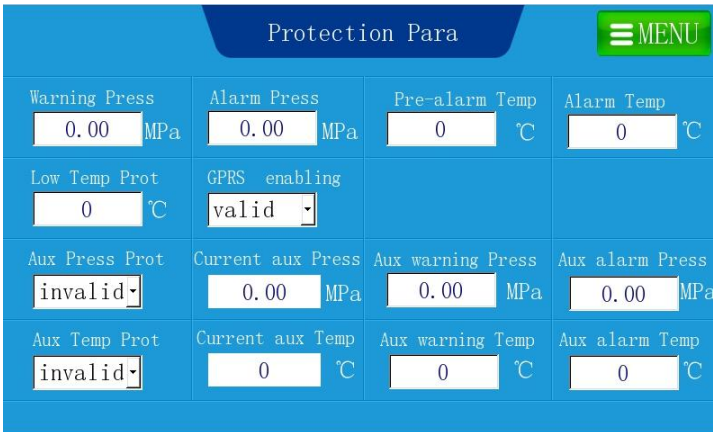 Protection Para
MENU
Warning Press Alarm Press Pre-alarm Temp Alarm Temp
0.00 MPa 0.00 MPa 0 ℃ 0 ℃
Low Temp Prot GPRS enabling
0 ℃ valid
Aux Press Prot Current aux Press Aux warning Press Aux alarm Press
invalid 0.00 MPa 0.00 MPa 0.00 MPa
Aux Temp Prot Current aux Temp Aux warning Temp Aux alarm Temp
invalid 0 ℃ 0 ℃ 0 ℃